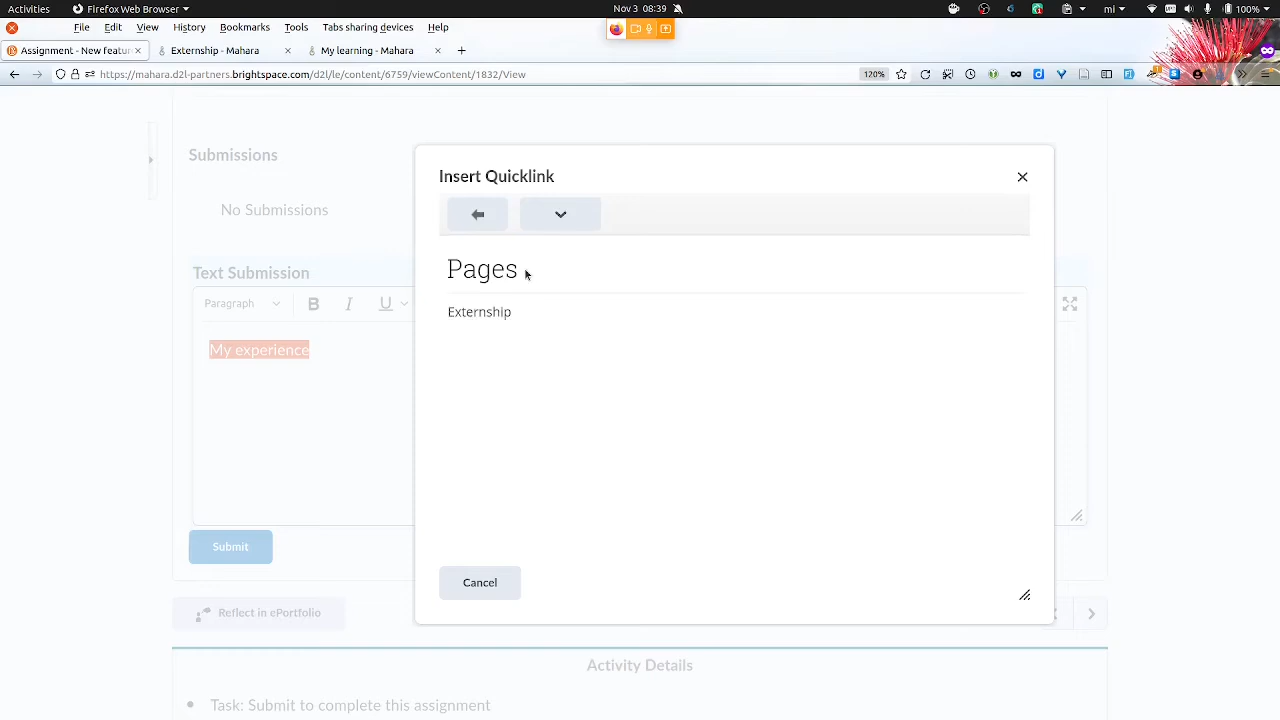 Activities
Firefox Web Browser
Nov 3 08:39
mi
100%
File Edit View History Bookmarks Tools Tabs sharing devices Help
Assignment - New featur
Externship - Mahara
My learning - Mahara
https://mahara.d2l-partners.brightspace.com/d2l/le/content/6759/viewContent/1832/View
120%
Submissions
No Submissions
Text Submission
Paragraph
B I U
My experience
Submit
Insert Quicklink
Pages
Externship
Cancel
Reflect in ePortfolio
Activity Details
Task: Submit to complete this assignment